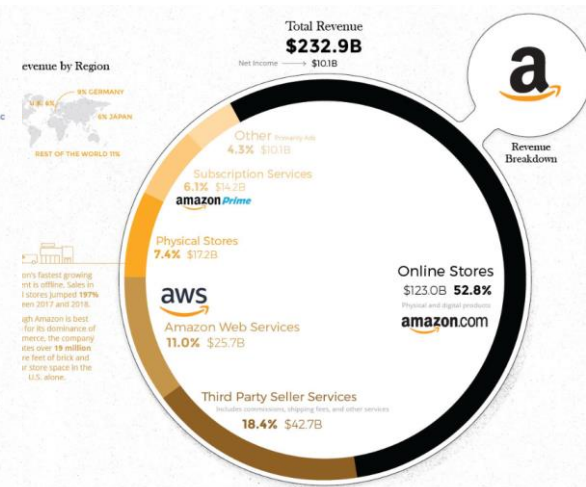 Total Revenue
$232.9B
Net Income → $10.1B
evenue by Region
9% GERMANY
U.K. 6%
6% JAPAN
REST OF THE WORLD 11%
c
a
Revenue
Breakdown
Other Primarily Ads
4.3% $10.1B
Subscription Services
6.1% $14.2B
amazon Prime
Physical Stores
7.4% $17.2B
aws
Amazon Web Services
11.0% $25.7B
Third Party Seller Services
Includes commissions, shipping fees, and other services
18.4% $42.7B
Online Stores
$123.0B 52.8%
Physical and digital products
amazon.com
on's fastest growing
nt is offline. Sales in
l stores jumped 197%
een 2017 and 2018.
gh Amazon is best
for its dominance of
mmerce, the company
tes over 19 million
re feet of brick and
r store space in the
U.S. alone.